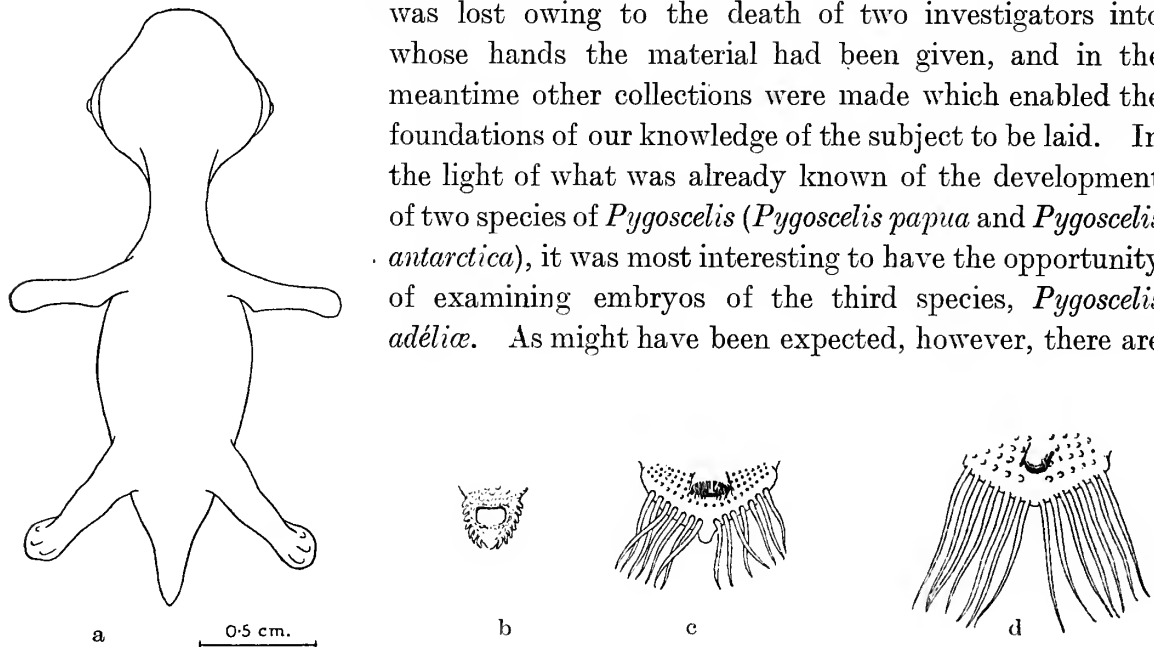 was lost owing to the death of two investigators into
whose hands the material had been given, and in the
meantime other collections were made which enabled the
foundations of our knowledge of the subject to be laid. In
the light of what was already known of the development
of two species of Pygoscelis (Pygoscelis papua and Pygoscelis
antarctica), it was most interesting to have the opportunity
of examining embryos of the third species, Pygoscelis
adéliæ. As might have been expected, however, there are
a
0·5 cm.
b
c
d